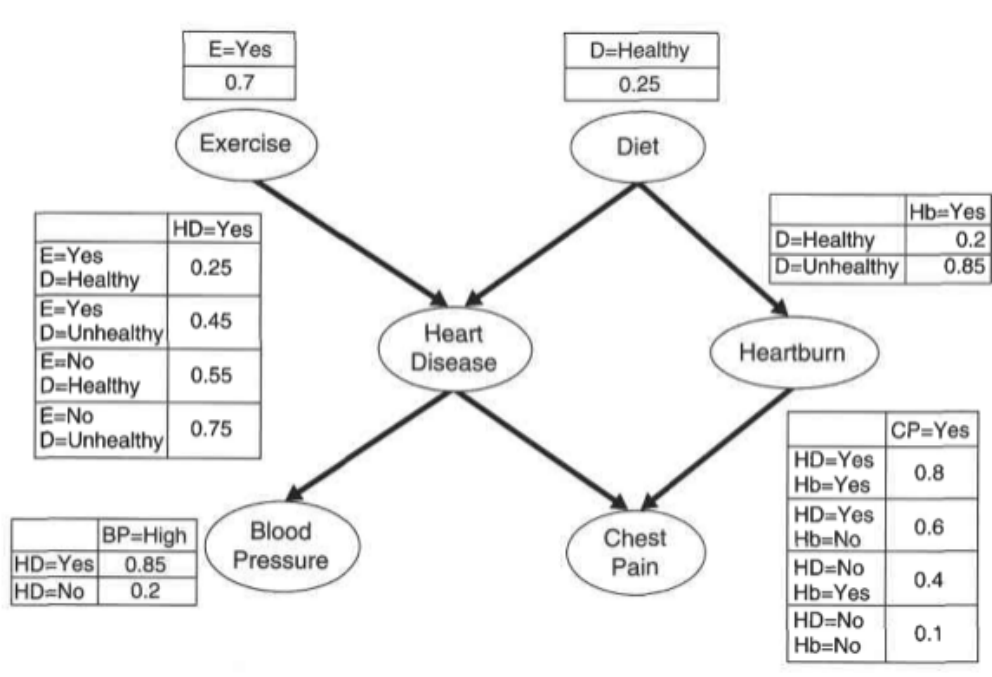 E=Yes
0.7
D=Healthy
0.25
Exercise
Diet
Hb=Yes
D=Healthy 0.2
D=Unhealthy 0.85
HD=Yes
E=Yes
D=Healthy
0.25
E=Yes
D=Unhealthy
0.45
E=No
D=Healthy
0.55
E=No
D=Unhealthy
0.75
Heart
Disease
Heartburn
CP=Yes
HD=Yes
Hb=Yes
0.8
HD=Yes
Hb=No
0.6
HD=No
Hb=Yes
0.4
HD=No
Hb=No
0.1
BP=High
HD=Yes 0.85
HD=No 0.2
Blood
Pressure
Chest
Pain